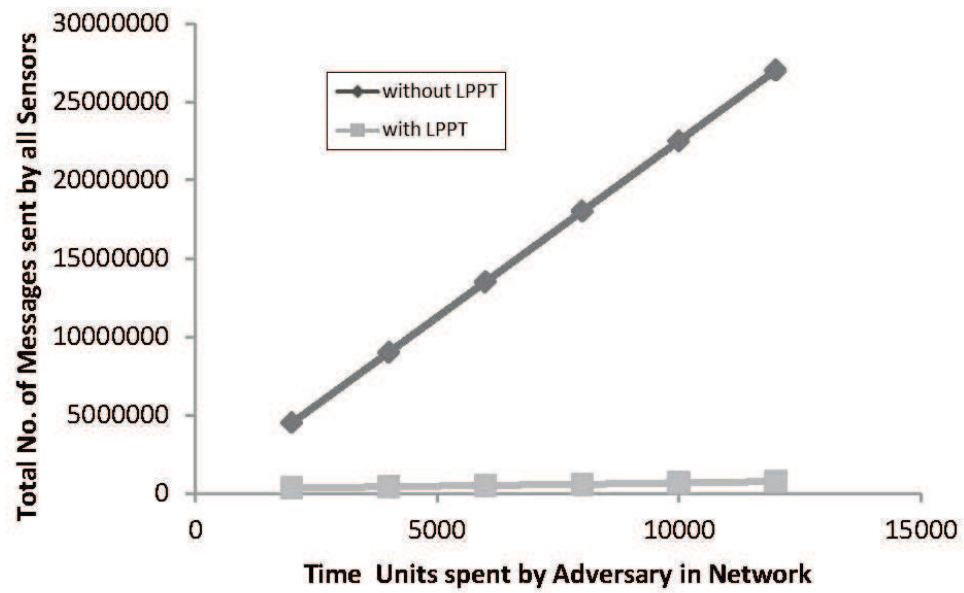 Total No. of Messages sent by all Sensors
30000000
25000000
20000000
15000000
10000000
5000000
0
without LPPT
with LPPT
0
5000
10000
15000
Time Units spent by Adversary in Network